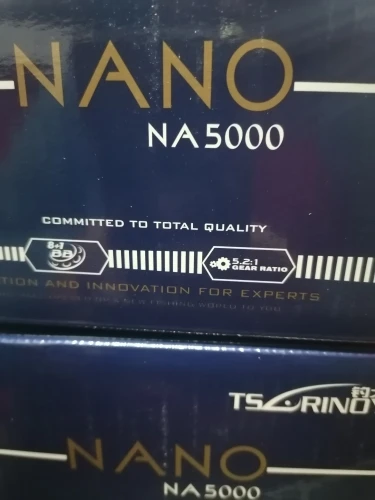 NANO
NA5000
COMMITTED TO TOTAL QUALITY
8+1
BB
5.2:1
GEAR RATIO
TION AND INNOVATION FOR EXPERTS
TSURINO
NANO
NA5000